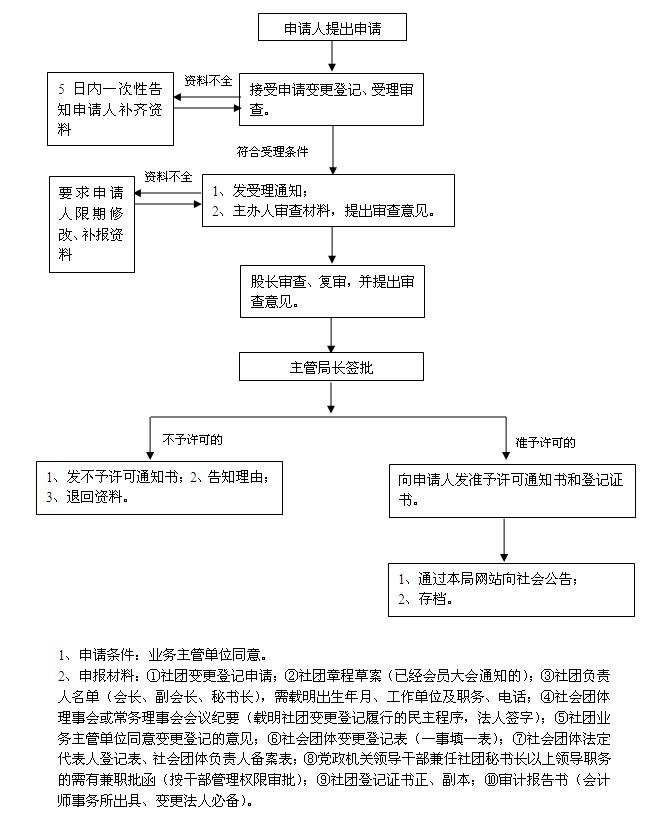 申请人提出申请
资料不全
5 日内一次性告
知申请人补齐资
料
接受申请变更登记、受理审
查。
符合受理条件
资料不全
要求申请
人限期修
改、补报资
料
1、发受理通知；
2、主办人审查材料，提出审查意见。
股长审查、复审，并提出审
查意见。
主管局长签批
不予许可的
准予许可的
1、发不予许可通知书；2、告知理由；
3、退回资料。
向申请人发准予许可通知书和登记证
书。
1、通过本局网站向社会公告；
2、存档。
1、申请条件：业务主管单位同意。
2、申报材料：①社团变更登记申请；②社团章程草案（已经会员大会通知的）；③社团负责
人名单（会长、副会长、秘书长），需载明出生年月、工作单位及职务、电话；④社会团体
理事会或常务理事会会议纪要（载明社团变更登记履行的民主程序，法人签字）；⑤社团业
务主管单位同意变更登记的意见；⑥社会团体变更登记表（一事填一表）；⑦社会团体法定
代表人登记表、社会团体负责人备案表；⑧党政机关领导干部兼任社团秘书长以上领导职务
的需有兼职批函（按干部管理权限审批）；⑨社团登记证书正、副本；⑩审计报告书（会计
师事务所出具、变更法人必备）。